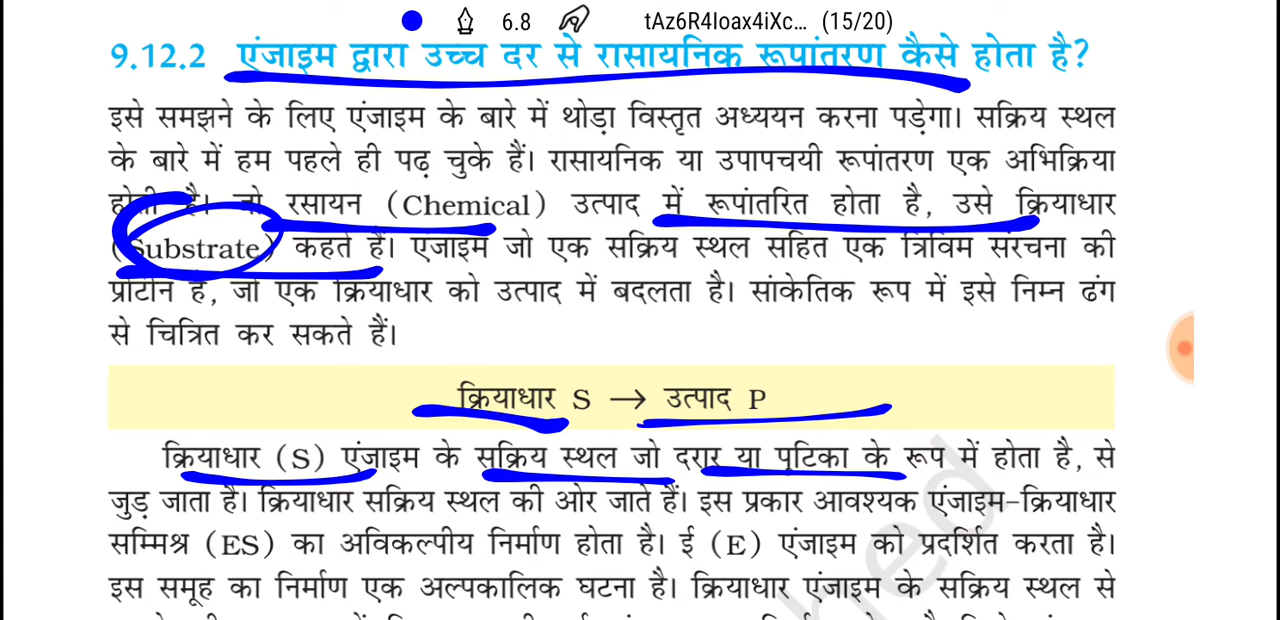 6.8 tAz6R4Ioax4iXc... (15/20)
9.12.2 एंजाइम द्वारा उच्च दर से रासायनिक रूपांतरण कैसे होता है?
इसे समझने के लिए एंजाइम के बारे में थोड़ा विस्तृत अध्ययन करना पड़ेगा। सक्रिय स्थल
के बारे में हम पहले ही पढ़ चुके हैं। रासायनिक या उपापचयी रूपांतरण एक अभिक्रिया
होती है। जो रसायन (Chemical) उत्पाद में रूपांतरित होता है, उसे क्रियाधार
(Substrate) कहते हैं। एंजाइम जो एक सक्रिय स्थल सहित एक त्रिविम संरचना की
प्रोटीन है, जो एक क्रियाधार को उत्पाद में बदलता है। सांकेतिक रूप में इसे निम्न ढंग
से चित्रित कर सकते हैं।
क्रियाधार S → उत्पाद P
क्रियाधार (S) एंजाइम के सक्रिय स्थल जो दरार या पुटिका के रूप में होता है, से
जुड़ जाता है। क्रियाधार सक्रिय स्थल की ओर जाते हैं। इस प्रकार आवश्यक एंजाइम-क्रियाधार
सम्मिश्र (ES) का अविकल्पीय निर्माण होता है। ई (E) एंजाइम को प्रदर्शित करता है।
इस समूह का निर्माण एक अल्पकालिक घटना है। क्रियाधार एंजाइम के सक्रिय स्थल से